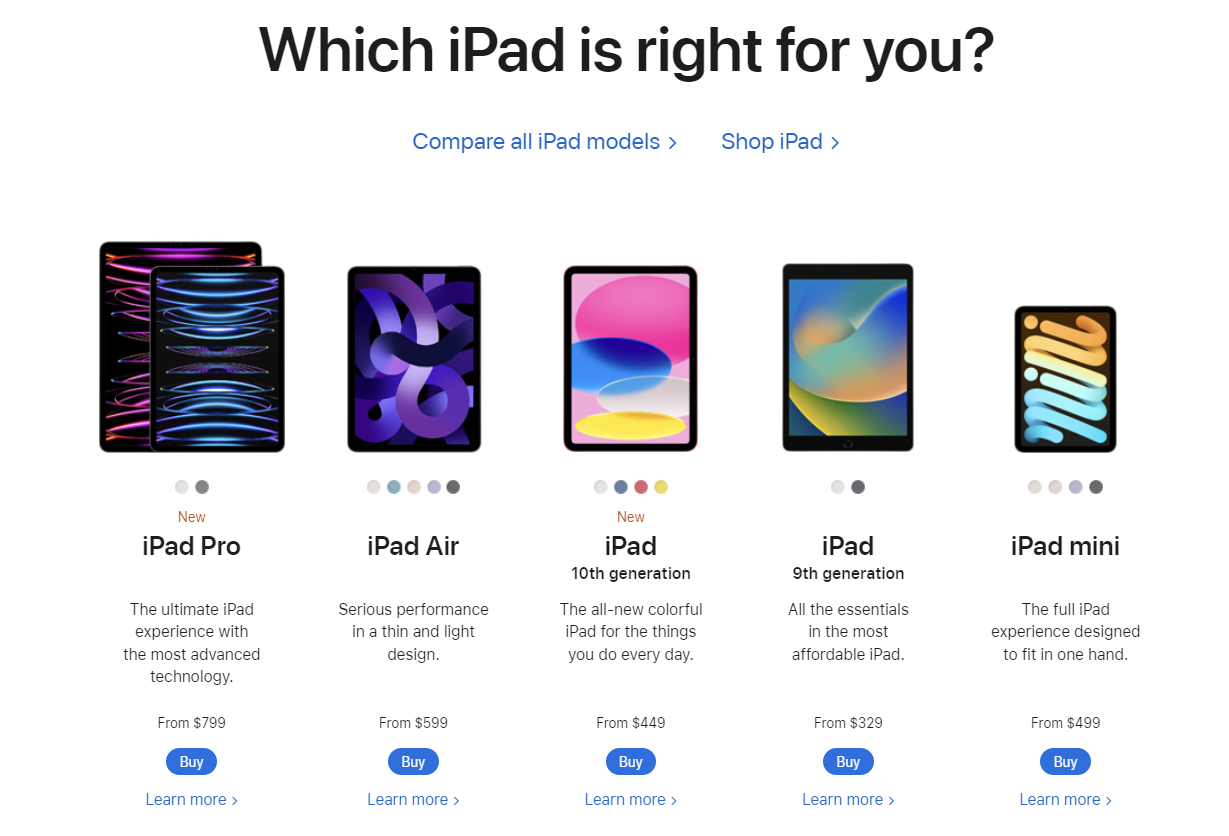 Which iPad is right for you?
Compare all iPad models >
Shop iPad >
New
iPad Pro
The ultimate iPad
experience with
the most advanced
technology.
From $799
Buy
Learn more >
iPad Air
Serious performance
in a thin and light
design.
From $599
Buy
Learn more >
New
iPad
10th generation
The all-new colorful
iPad for the things
you do every day.
From $449
Buy
Learn more >
iPad
9th generation
All the essentials
in the most
affordable iPad.
From $329
Buy
Learn more >
iPad mini
The full iPad
experience designed
to fit in one hand.
From $499
Buy
Learn more >